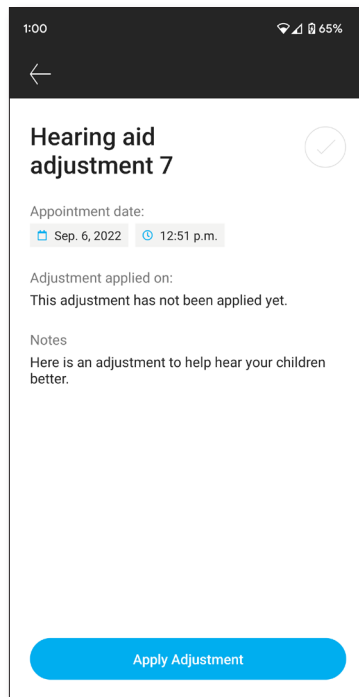 1:00
65%
Hearing aid
adjustment 7
Appointment date:
Sep. 6, 2022
12:51 p.m.
Adjustment applied on:
This adjustment has not been applied yet.
Notes
Here is an adjustment to help hear your children
better.
Apply Adjustment